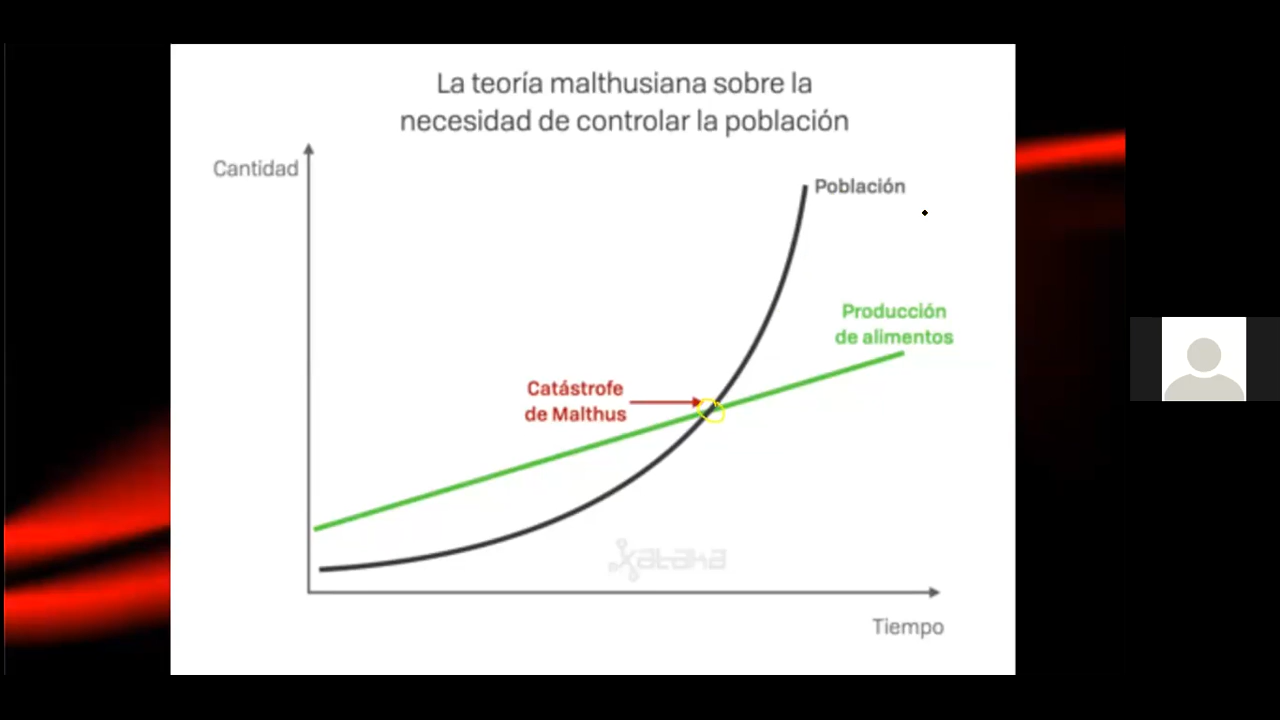 La teoría malthusiana sobre la
necesidad de controlar la población
Cantidad
Población
Producción
de alimentos
Catástrofe
de Malthus
xataka
Tiempo